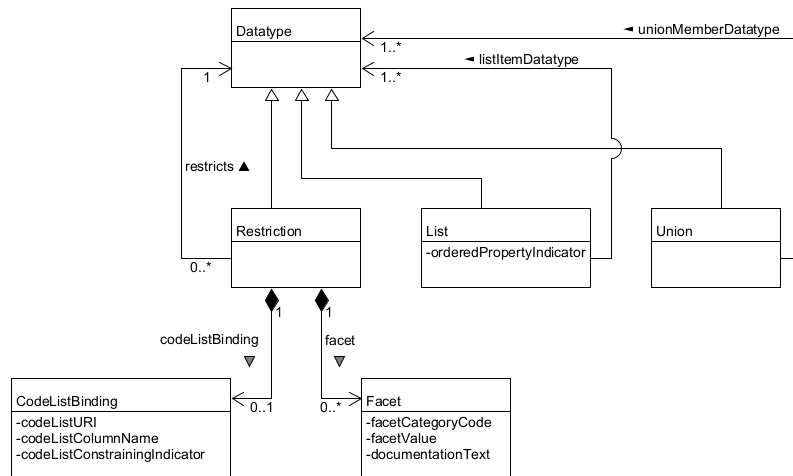 Datatype
unionMemberDatatype
1..*
listItemDatatype
1
1..*
restricts
Restriction
List
-orderedPropertyIndicator
Union
0..*
1
1
codeListBinding
facet
CodeListBinding
-codeListURI
-codeListColumnName
-codeListConstrainingIndicator
0..1
0..*
Facet
-facetCategoryCode
-facetValue
-documentationText